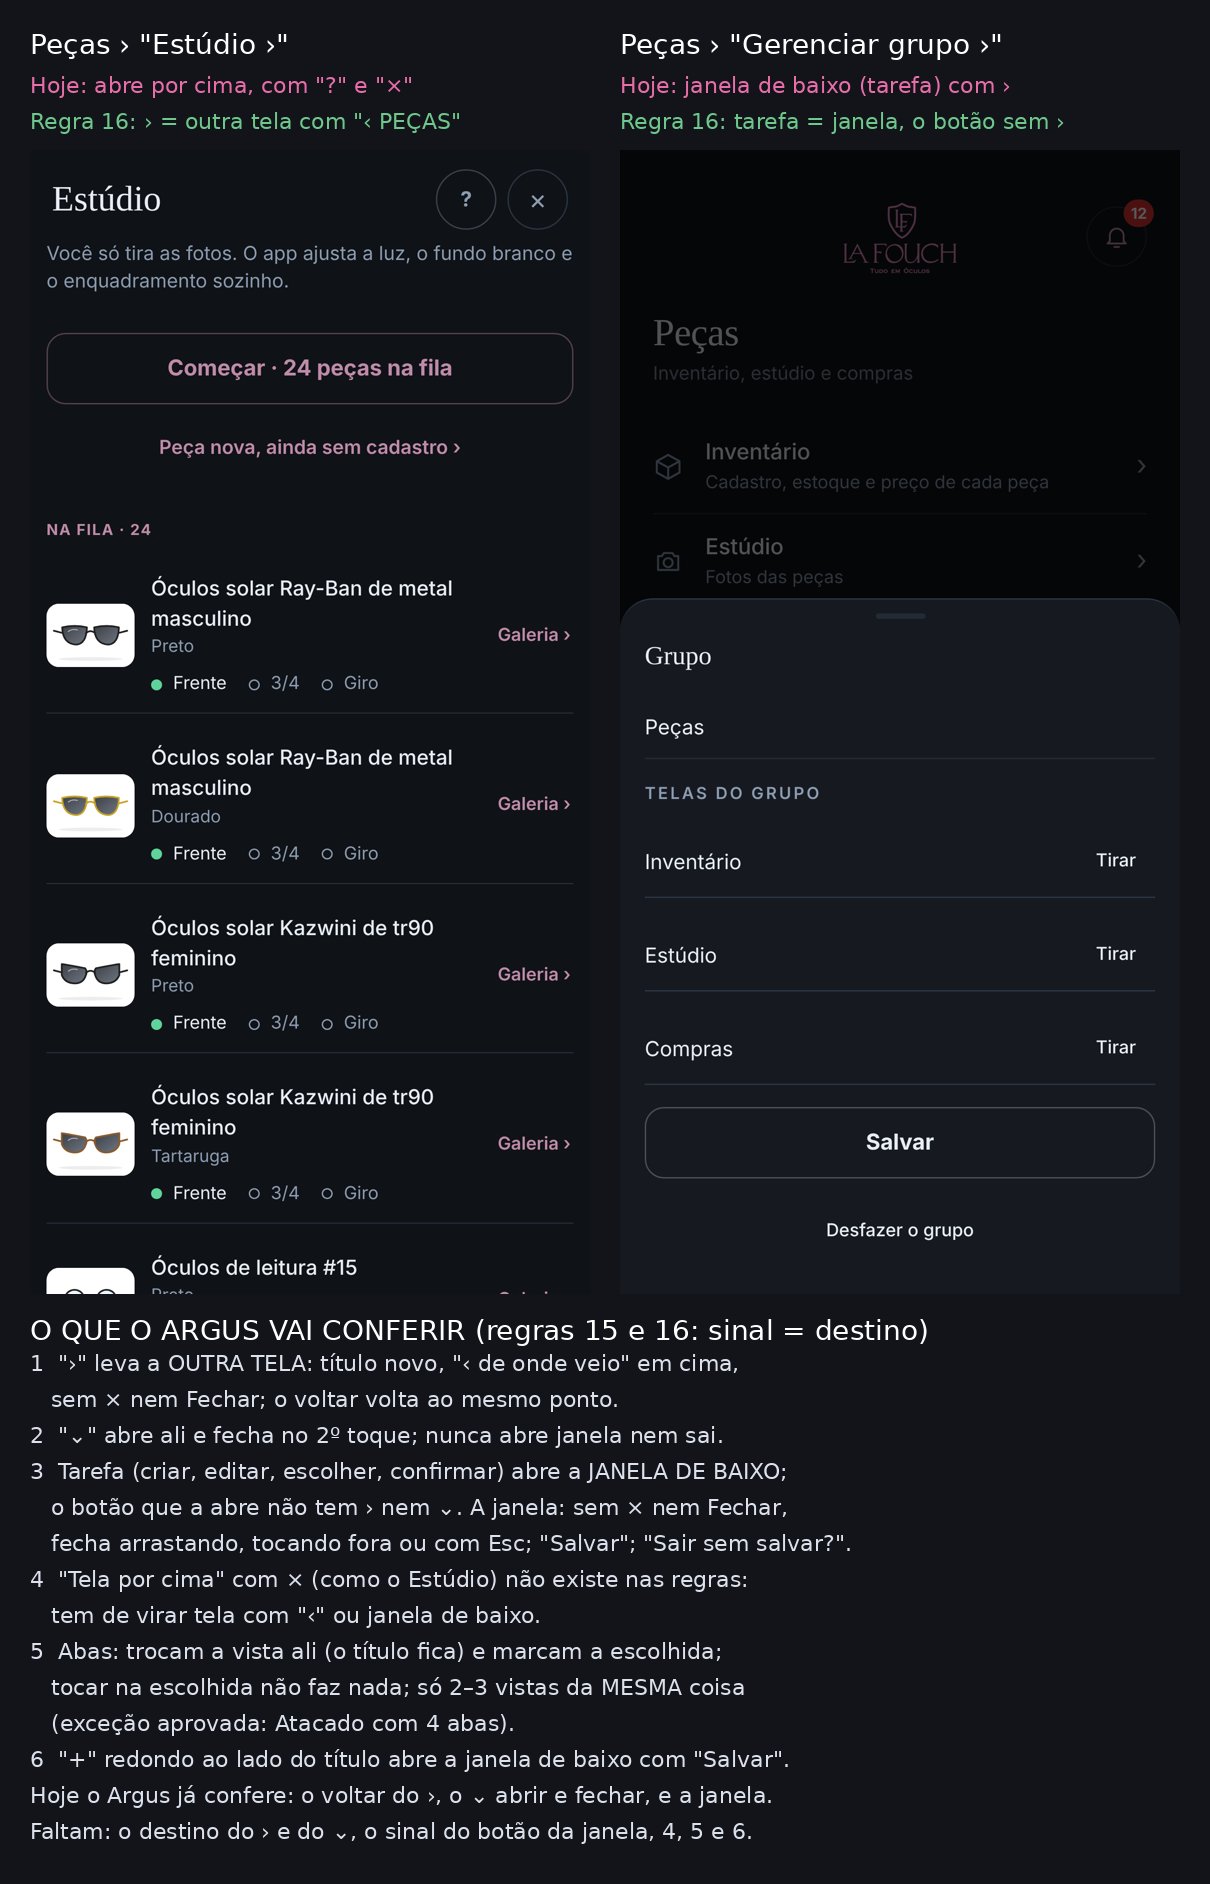 Peças › "Estúdio ›"
Hoje: abre por cima, com "?" e "×"
Regra 16: › = outra tela com "‹ PEÇAS"
Estúdio
?
×
Você só tira as fotos. O app ajusta a luz, o fundo branco e
o enquadramento sozinho.
Começar · 24 peças na fila
Peça nova, ainda sem cadastro ›
NA FILA · 24
Óculos solar Ray-Ban de metal
masculino
Preto
Galeria ›
Frente 3/4 Giro
Óculos solar Ray-Ban de metal
masculino
Dourado
Galeria ›
Frente 3/4 Giro
Óculos solar Kazwini de tr90
feminino
Preto
Galeria ›
Frente 3/4 Giro
Óculos solar Kazwini de tr90
feminino
Tartaruga
Galeria ›
Frente 3/4 Giro
Óculos de leitura #15
Peças › "Gerenciar grupo ›"
Hoje: janela de baixo (tarefa) com ›
Regra 16: tarefa = janela, o botão sem ›
LF
LA FOUCH
TUDO EM ÓCULOS
12
Peças
Inventário, estúdio e compras
Inventário
Cadastro, estoque e preço de cada peça
›
Estúdio
Fotos das peças
›
Grupo
Peças
TELAS DO GRUPO
Inventário Tirar
Estúdio Tirar
Compras Tirar
Salvar
Desfazer o grupo
O QUE O ARGUS VAI CONFERIR (regras 15 e 16: sinal = destino)
1 "›" leva a OUTRA TELA: título novo, "‹ de onde veio" em cima,
sem × nem Fechar; o voltar volta ao mesmo ponto.
2 "⌄" abre ali e fecha no 2º toque; nunca abre janela nem sai.
3 Tarefa (criar, editar, escolher, confirmar) abre a JANELA DE BAIXO;
o botão que a abre não tem › nem ⌄. A janela: sem × nem Fechar,
fecha arrastando, tocando fora ou com Esc; "Salvar"; "Sair sem salvar?".
4 "Tela por cima" com × (como o Estúdio) não existe nas regras:
tem de virar tela com "‹" ou janela de baixo.
5 Abas: trocam a vista ali (o título fica) e marcam a escolhida;
tocar na escolhida não faz nada; só 2–3 vistas da MESMA coisa
(exceção aprovada: Atacado com 4 abas).
6 "+" redondo ao lado do título abre a janela de baixo com "Salvar".
Hoje o Argus já confere: o voltar do ›, o ⌄ abrir e fechar, e a janela.
Faltam: o destino do › e do ⌄, o sinal do botão da janela, 4, 5 e 6.